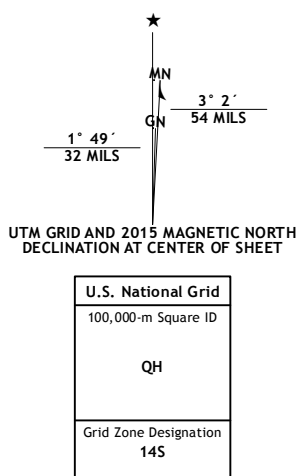 ★
MN
GN
3° 2´
54 MILS
1° 49´
32 MILS
UTM GRID AND 2015 MAGNETIC NORTH
DECLINATION AT CENTER OF SHEET
U.S. National Grid
100,000-m Square ID
QH
Grid Zone Designation
14S